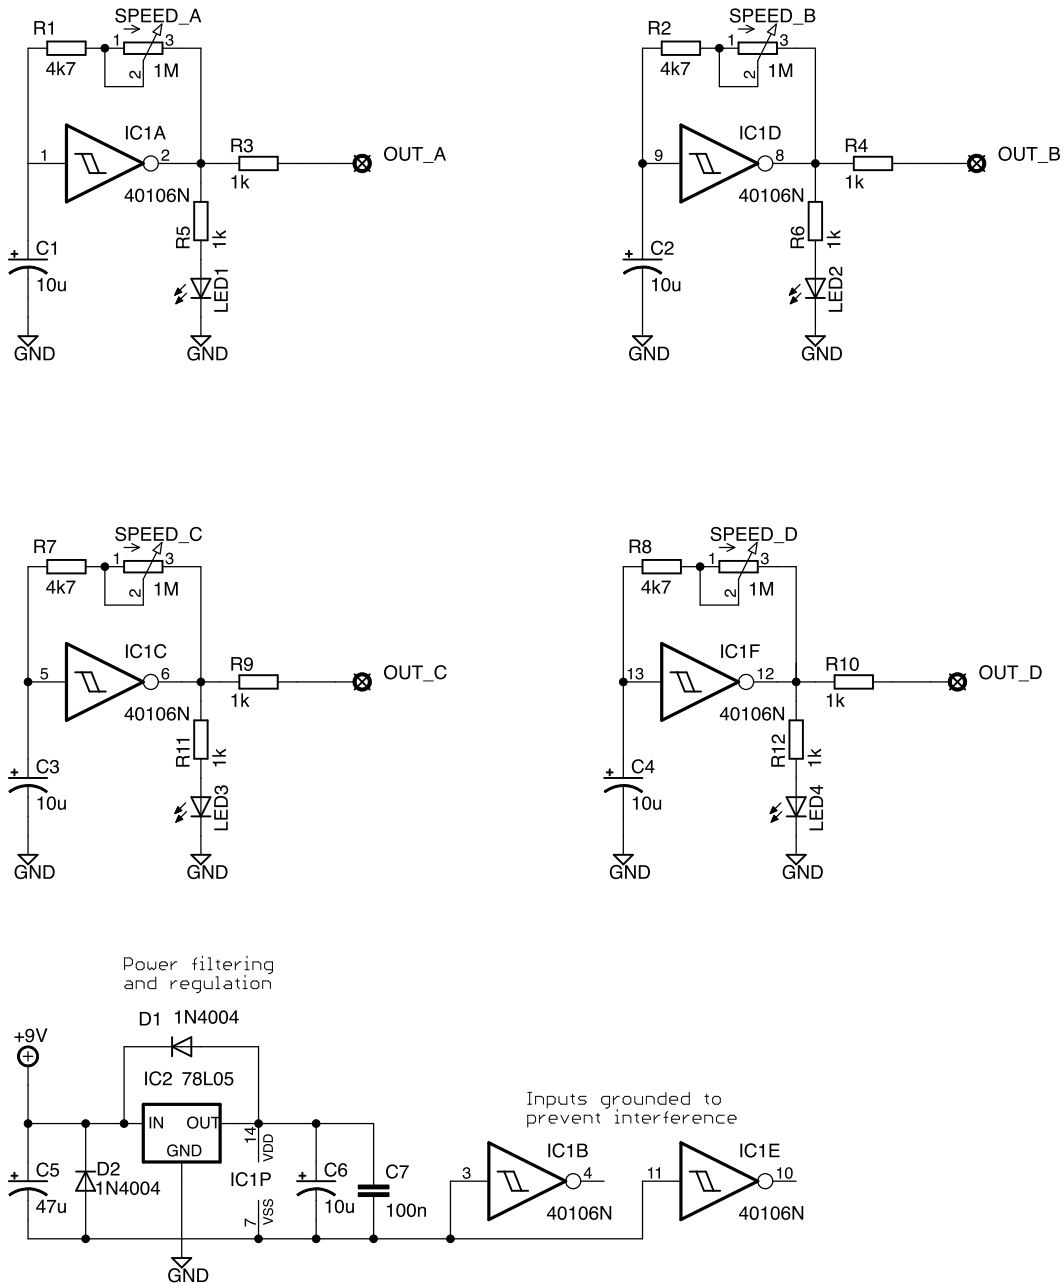 R1
SPEED_A
1
3
2
4k7
1M
IC1A
1
2
40106N
R3
1k
OUT_A
R5
1k
C1
10u
LED1
GND
GND
R2
SPEED_B
1
3
2
4k7
1M
IC1D
9
8
40106N
R4
1k
OUT_B
R6
1k
C2
10u
LED2
GND
GND
R7
SPEED_C
1
3
2
4k7
1M
IC1C
5
6
40106N
R9
1k
OUT_C
R11
1k
C3
10u
LED3
GND
GND
R8
SPEED_D
1
3
2
4k7
1M
IC1F
13
12
40106N
R10
1k
OUT_D
R12
1k
C4
10u
LED4
GND
GND
Power filtering
and regulation
D1 1N4004
+9V
IC2 78L05
IN OUT
GND
C5
47u
D2
1N4004
14
VDD
IC1P
7
VSS
C6
10u
C7
100n
GND
Inputs grounded to
prevent interference
IC1B
3
4
40106N
IC1E
11
10
40106N